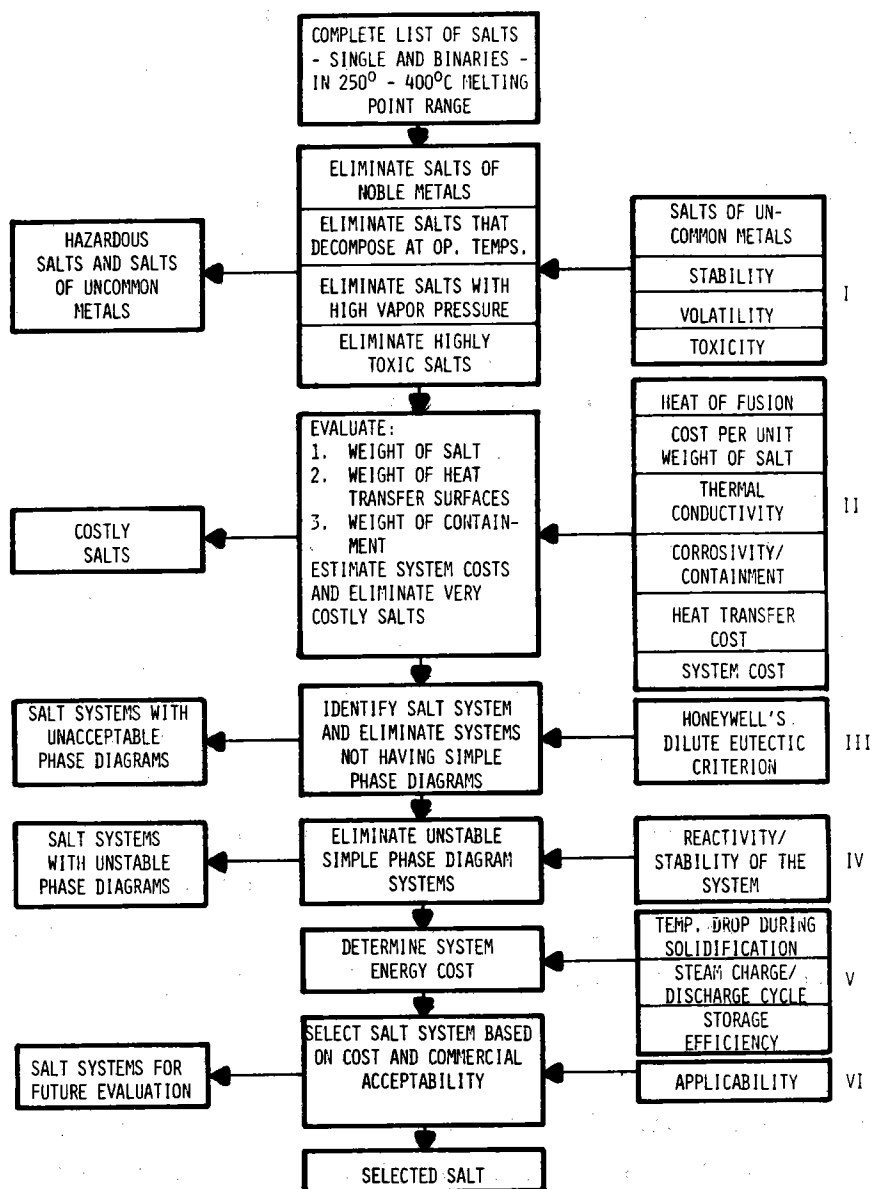 COMPLETE LIST OF SALTS
- SINGLE AND BINARIES -
IN 250° - 400°C MELTING
POINT RANGE
ELIMINATE SALTS OF
NOBLE METALS
ELIMINATE SALTS THAT
DECOMPOSE AT OP. TEMPS.
ELIMINATE SALTS WITH
HIGH VAPOR PRESSURE
ELIMINATE HIGHLY
TOXIC SALTS
HAZARDOUS
SALTS AND SALTS
OF UNCOMMON
METALS
SALTS OF UN-
COMMON METALS
STABILITY
VOLATILITY
TOXICITY
I
EVALUATE:
1. WEIGHT OF SALT
2. WEIGHT OF HEAT
TRANSFER SURFACES
3. WEIGHT OF CONTAIN-
MENT
ESTIMATE SYSTEM COSTS
AND ELIMINATE VERY
COSTLY SALTS
COSTLY
SALTS
HEAT OF FUSION
COST PER UNIT
WEIGHT OF SALT
THERMAL
CONDUCTIVITY
CORROSIVITY/
CONTAINMENT
HEAT TRANSFER
COST
SYSTEM COST
II
IDENTIFY SALT SYSTEM
AND ELIMINATE SYSTEMS
NOT HAVING SIMPLE
PHASE DIAGRAMS
SALT SYSTEMS WITH
UNACCEPTABLE
PHASE DIAGRAMS
HONEYWELL'S
DILUTE EUTECTIC
CRITERION
III
ELIMINATE UNSTABLE
SIMPLE PHASE DIAGRAM
SYSTEMS
SALT SYSTEMS
WITH UNSTABLE
PHASE DIAGRAMS
REACTIVITY/
STABILITY OF THE
SYSTEM
IV
DETERMINE SYSTEM
ENERGY COST
TEMP. DROP DURING
SOLIDIFICATION
STEAM CHARGE/
DISCHARGE CYCLE
STORAGE
EFFICIENCY
V
SELECT SALT SYSTEM BASED
ON COST AND COMMERCIAL
ACCEPTABILITY
SALT SYSTEMS FOR
FUTURE EVALUATION
APPLICABILITY
VI
SELECTED SALT